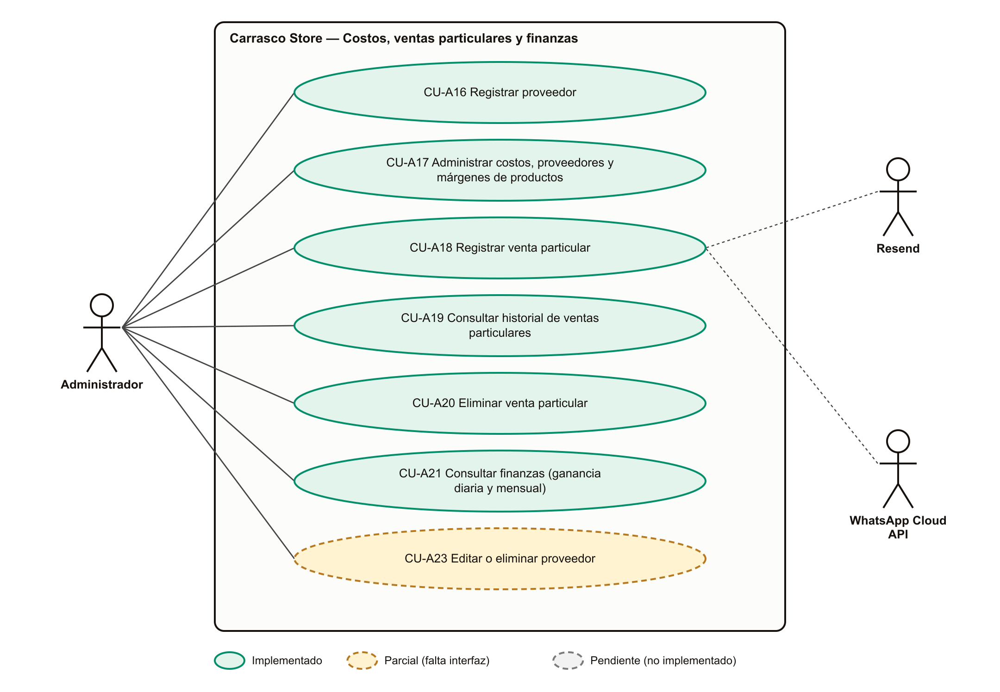 Carrasco Store — Costos, ventas particulares y finanzas
CU-A16 Registrar proveedor
CU-A17 Administrar costos, proveedores y
márgenes de productos
CU-A18 Registrar venta particular
Resend
CU-A19 Consultar historial de ventas
particulares
Administrador
CU-A20 Eliminar venta particular
CU-A21 Consultar finanzas (ganancia
diaria y mensual)
WhatsApp Cloud
API
CU-A23 Editar o eliminar proveedor
Implementado
Parcial (falta interfaz)
Pendiente (no implementado)